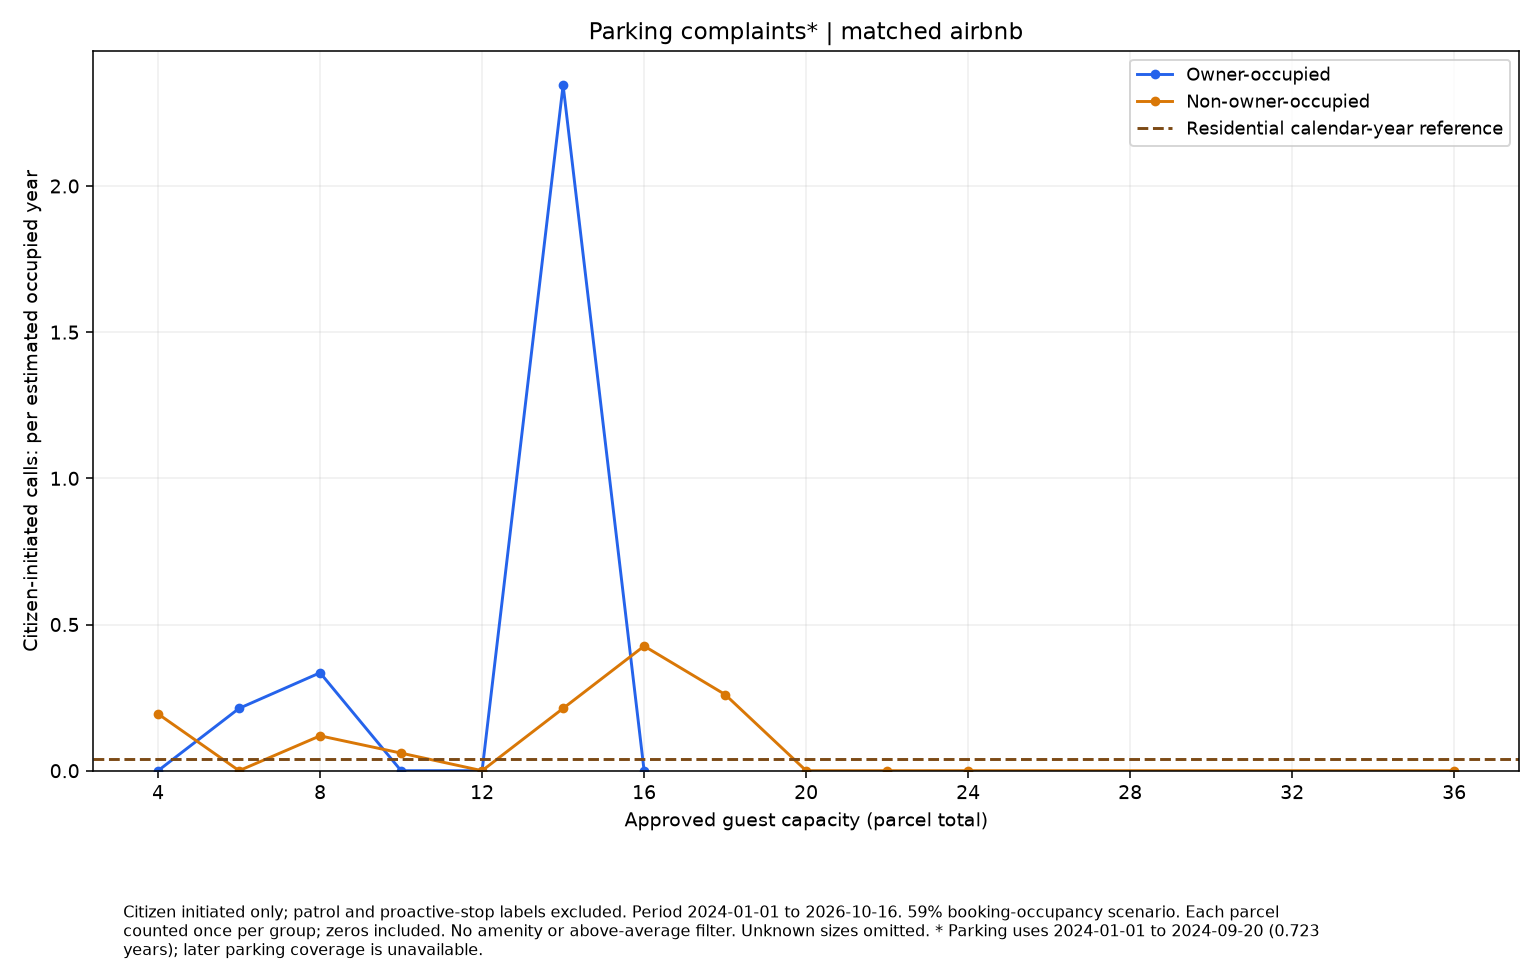 Parking complaints* | matched airbnb
Owner-occupied
Non-owner-occupied
Residential calendar-year reference
Citizen-initiated calls: per estimated occupied year
2.0
1.5
1.0
0.5
0.0
4
8
12
16
20
24
28
32
36
Approved guest capacity (parcel total)
Citizen initiated only; patrol and proactive-stop labels excluded. Period 2024-01-01 to 2026-10-16. 59% booking-occupancy scenario. Each parcel
counted once per group; zeros included. No amenity or above-average filter. Unknown sizes omitted. * Parking uses 2024-01-01 to 2024-09-20 (0.723
years); later parking coverage is unavailable.